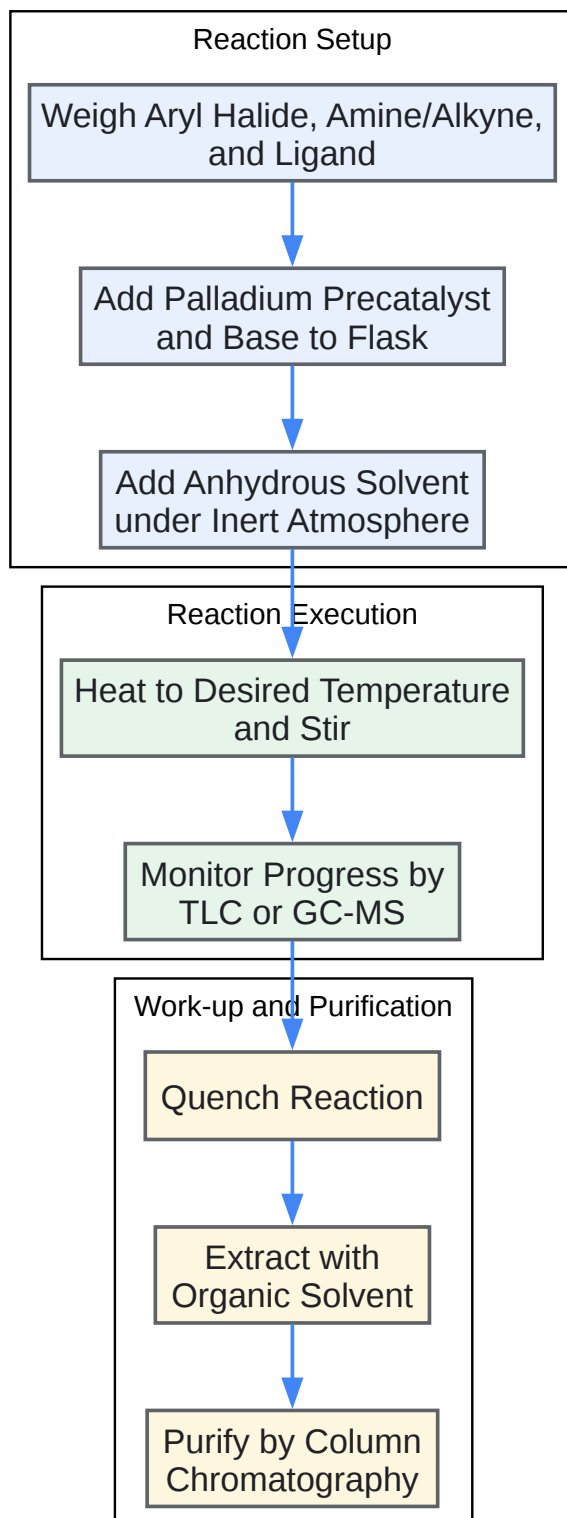 Reaction Setup
Weigh Aryl Halide, Amine/Alkyne,
and Ligand
Add Palladium Precatalyst
and Base to Flask
Add Anhydrous Solvent
under Inert Atmosphere
Reaction Execution
Heat to Desired Temperature
and Stir
Monitor Progress by
TLC or GC-MS
Work-up and Purification
Quench Reaction
Extract with
Organic Solvent
Purify by Column
Chromatography